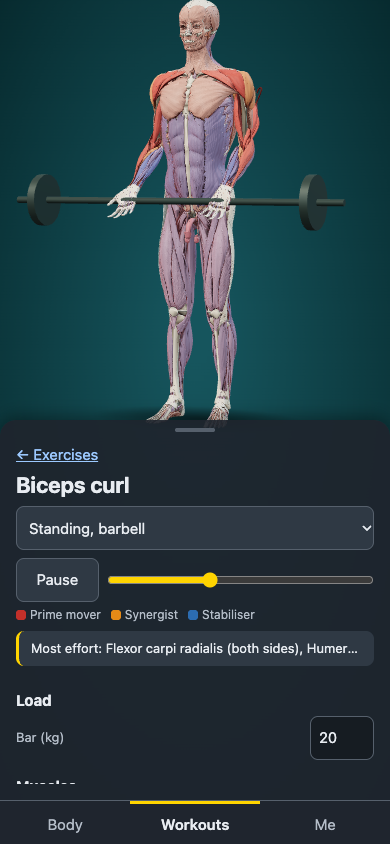 ← Exercises
Biceps curl
Standing, barbell
Pause
Prime mover Synergist Stabiliser
Most effort: Flexor carpi radialis (both sides), Humer...
Load
Bar (kg) 20
Body Workouts Me